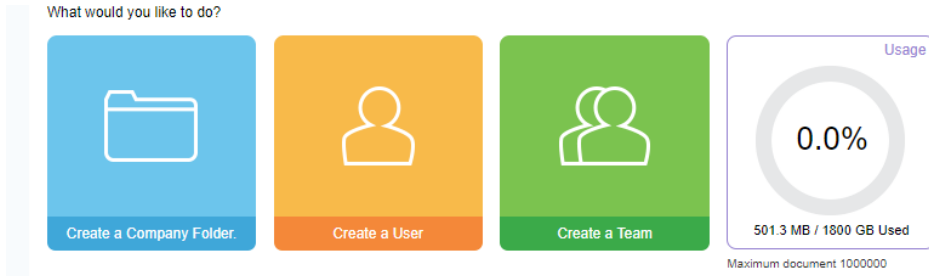 What would you like to do?
Usage
0.0%
Create a Company Folder.
Create a User
Create a Team
501.3 MB / 1800 GB Used
Maximum document 1000000